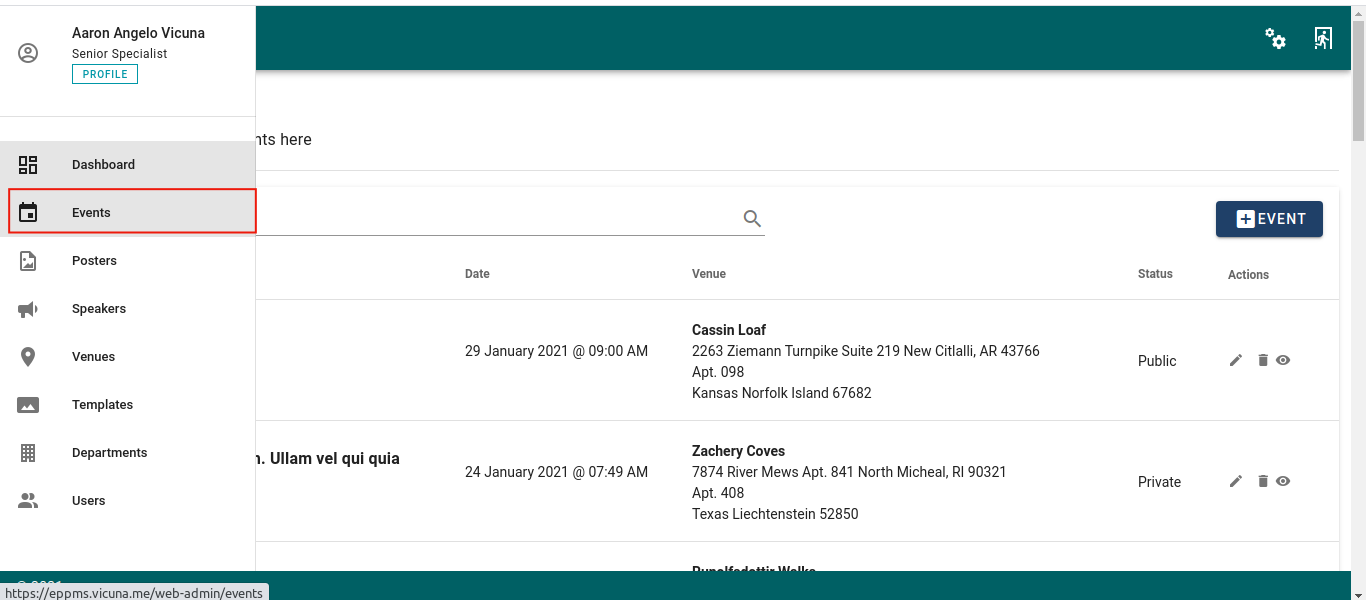 Aaron Angelo Vicuna
Senior Specialist
PROFILE
Dashboard
Events
Posters
Speakers
Venues
Templates
Departments
Users
nts here
EVENT
Date Venue Status Actions
Cassin Loaf
29 January 2021 @ 09:00 AM 2263 Ziemann Turnpike Suite 219 New Citlalli, AR 43766 Public
Apt. 098
Kansas Norfolk Island 67682
n. Ullam vel qui quia
Zachery Coves
24 January 2021 @ 07:49 AM 7874 River Mews Apt. 841 North Micheal, RI 90321 Private
Apt. 408
Texas Liechtenstein 52850
© 2021
https://eppms.vicuna.me/web-admin/events